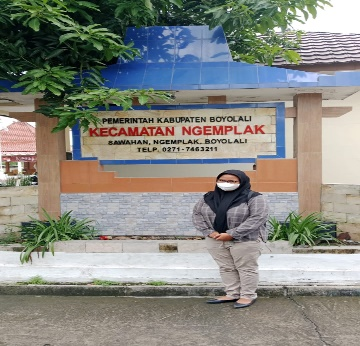 PEMERINTAH KABUPATEN BOYOLALI
KECAMATAN NGEMPLAK
SAWAHAN, NGEMPLAK, BOYOLALI
TELP. 0271-7463211